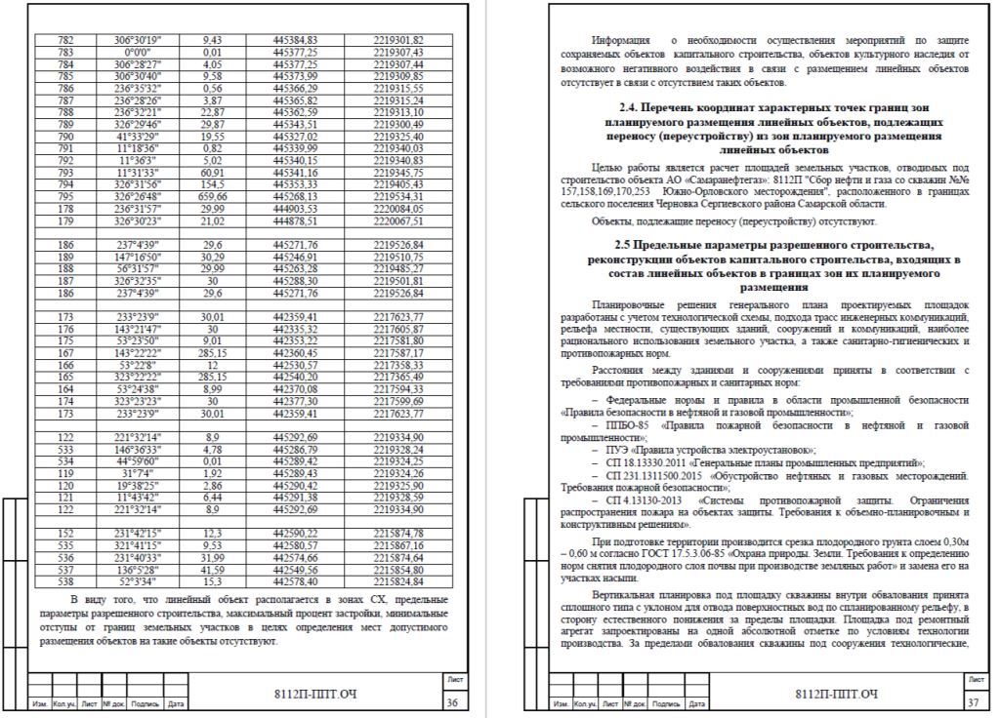 782 306°30'19" 9,43 445384,83 2219301,82
783 0°0'0" 0,01 445377,25 2219307,43
784 306°28'27" 4,05 445377,25 2219307,44
785 306°30'40" 9,58 445373,99 2219309,85
786 236°35'32" 0,56 445366,29 2219315,55
787 236°28'26" 3,87 445365,82 2219315,24
788 236°32'21" 22,87 445362,59 2219313,10
789 326°29'46" 29,87 445343,51 2219300,49
790 41°33'29" 19,55 445327,02 2219325,40
791 11°18'36" 0,82 445339,99 2219340,03
792 11°36'3" 5,02 445340,15 2219340,83
793 11°31'33" 60,91 445341,16 2219345,75
794 326°31'56" 154,5 445353,33 2219405,43
795 326°26'48" 659,66 445268,13 2219534,31
178 236°31'57" 29,99 444903,53 2220084,05
179 326°30'23" 21,02 444878,51 2220067,51
186 237°4'39" 29,6 445271,76 2219526,84
189 147°16'50" 30,29 445246,91 2219510,75
188 56°31'57" 29,99 445263,28 2219485,27
187 326°32'35" 30 445288,30 2219501,81
186 237°4'39" 29,6 445271,76 2219526,84
173 233°23'9" 30,01 442359,41 2217623,77
176 143°21'47" 30 442335,32 2217605,87
175 53°23'50" 9,01 442353,22 2217581,80
167 143°22'22" 285,15 442360,45 2217587,17
166 53°22'8" 12 442530,57 2217358,33
165 323°22'22" 285,15 442540,20 2217365,49
164 53°24'38" 8,99 442370,08 2217594,33
174 323°23'23" 30 442377,30 2217599,69
173 233°23'9" 30,01 442359,41 2217623,77
122 221°32'14" 8,9 445292,69 2219334,90
533 146°36'33" 4,78 445286,79 2219328,24
534 44°59'60" 0,01 445289,42 2219324,25
119 31°7'4" 1,92 445289,43 2219324,26
120 19°38'25" 2,86 445290,42 2219325,90
121 11°43'42" 6,44 445291,38 2219328,59
122 221°32'14" 8,9 445292,69 2219334,90
152 231°42'15" 12,3 442590,22 2215874,78
535 321°41'15" 9,53 442580,57 2215867,16
536 231°40'33" 31,99 442574,66 2215874,64
537 136°5'28" 41,59 442549,56 2215854,80
538 52°3'34" 15,3 442578,40 2215824,84
В виду того, что линейный объект располагается в зонах СХ, предельные
параметры разрешенного строительства, максимальный процент застройки, минимальные
отступы от границ земельных участков в целях определения мест допустимого
размещения объектов на такие объекты отсутствуют.
Изм. Кол.уч. Лист № док. Подпись Дата
8112П-ППТ.ОЧ
Лист
36
Информация о необходимости осуществления мероприятий по защите
сохраняемых объектов капитального строительства, объектов культурного наследия от
возможного негативного воздействия в связи с размещением линейных объектов
отсутствует в связи с отсутствием таких объектов.
2.4. Перечень координат характерных точек границ зон
планируемого размещения линейных объектов, подлежащих
переносу (переустройству) из зон планируемого размещения
линейных объектов
Целью работы является расчет площадей земельных участков, отводимых под
строительство объекта АО «Самаранефтегаз»: 8112П "Сбор нефти и газа со скважин №№
157,158,169,170,253 Южно-Орловского месторождения", расположенного в границах
сельского поселения Черновка Сергиевского района Самарской области.
Объекты, подлежащие переносу (переустройству) отсутствуют.
2.5 Предельные параметры разрешенного строительства,
реконструкции объектов капитального строительства, входящих в
состав линейных объектов в границах зон их планируемого
размещения
Планировочные решения генерального плана проектируемых площадок
разработаны с учетом технологической схемы, подхода трасс инженерных коммуникаций,
рельефа местности, существующих зданий, сооружений и коммуникаций, наиболее
рационального использования земельного участка, а также санитарно-гигиенических и
противопожарных норм.
Расстояния между зданиями и сооружениями приняты в соответствии с
требованиями противопожарных и санитарных норм:
– Федеральные нормы и правила в области промышленной безопасности
«Правила безопасности в нефтяной и газовой промышленности»;
– ППБО-85 «Правила пожарной безопасности в нефтяной и газовой
промышленности»;
– ПУЭ «Правила устройства электроустановок»;
– СП 18.13330.2011 «Генеральные планы промышленных предприятий»;
– СП 231.1311500.2015 «Обустройство нефтяных и газовых месторождений.
Требования пожарной безопасности»;
– СП 4.13130-2013 «Системы противопожарной защиты. Ограничения
распространения пожара на объектах защиты. Требования к объемно-планировочным и
конструктивным решениям».
При подготовке территории производится срезка плодородного грунта слоем 0,30м
– 0,60 м согласно ГОСТ 17.5.3.06-85 «Охрана природы. Земли. Требования к определению
норм снятия плодородного слоя почвы при производстве земляных работ» и замена его на
участках насыпи.
Вертикальная планировка под площадку скважины внутри обвалования принята
сплошного типа с уклоном для отвода поверхностных вод по спланированному рельефу, в
сторону естественного понижения за пределы площадки. Площадка под ремонтный
агрегат запроектированы на одной абсолютной отметке по условиям технологии
производства. За пределами обвалования скважины под сооружения технологические,
Изм. Кол.уч. Лист № док. Подпись Дата
8112П-ППТ.ОЧ
Лист
37